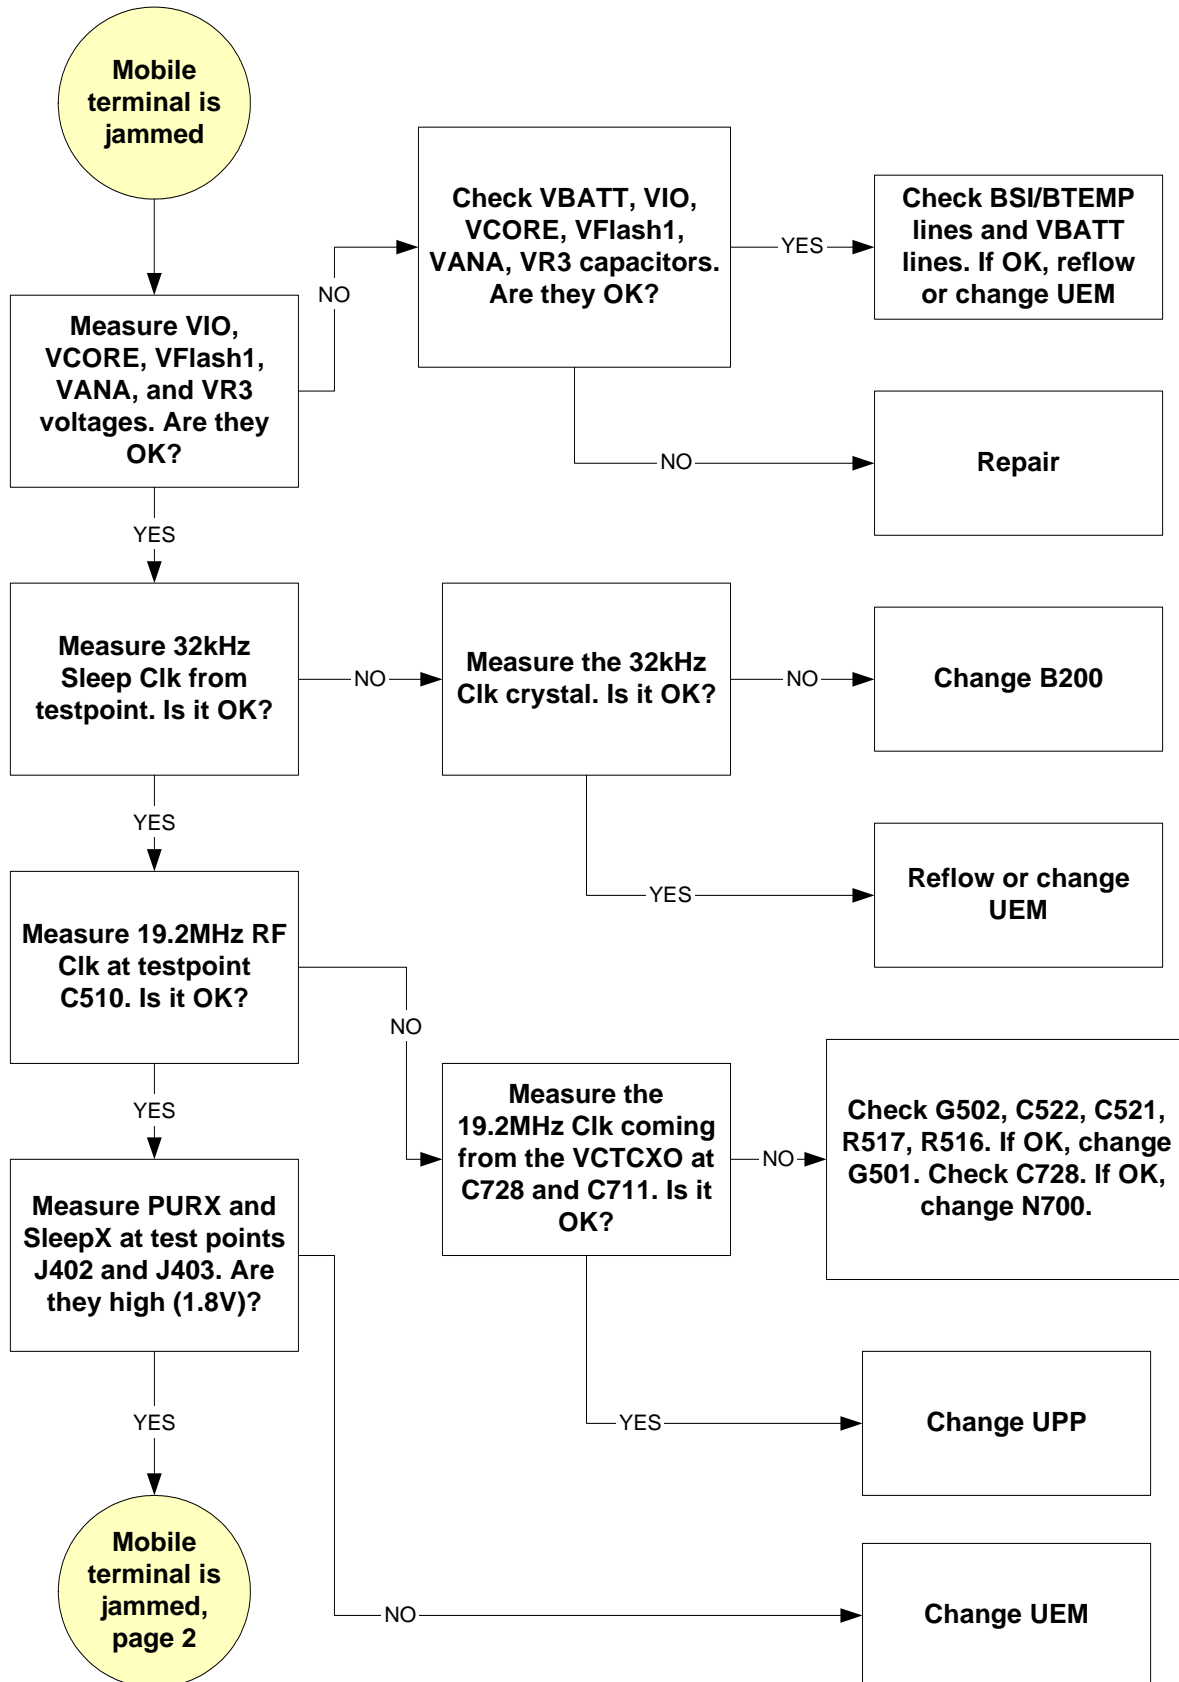 Mobile
terminal is
jammed
Check VBATT, VIO,
VCORE, VFlash1,
VANA, VR3 capacitors.
Are they OK?
YES
Check BSI/BTEMP
lines and VBATT
lines. If OK, reflow
or change UEM
NO
Measure VIO,
VCORE, VFlash1,
VANA, and VR3
voltages. Are they
OK?
NO
Repair
YES
Measure 32kHz
Sleep Clk from
testpoint. Is it OK?
NO
Measure the 32kHz
Clk crystal. Is it OK?
NO
Change B200
YES
YES
Reflow or change
UEM
Measure 19.2MHz RF
Clk at testpoint
C510. Is it OK?
NO
Measure the
19.2MHz Clk coming
from the VCTCXO at
C728 and C711. Is it
OK?
NO
Check G502, C522, C521,
R517, R516. If OK, change
G501. Check C728. If OK,
change N700.
YES
Measure PURX and
SleepX at test points
J402 and J403. Are
they high (1.8V)?
YES
Change UPP
YES
Mobile
terminal is
jammed,
page 2
NO
Change UEM